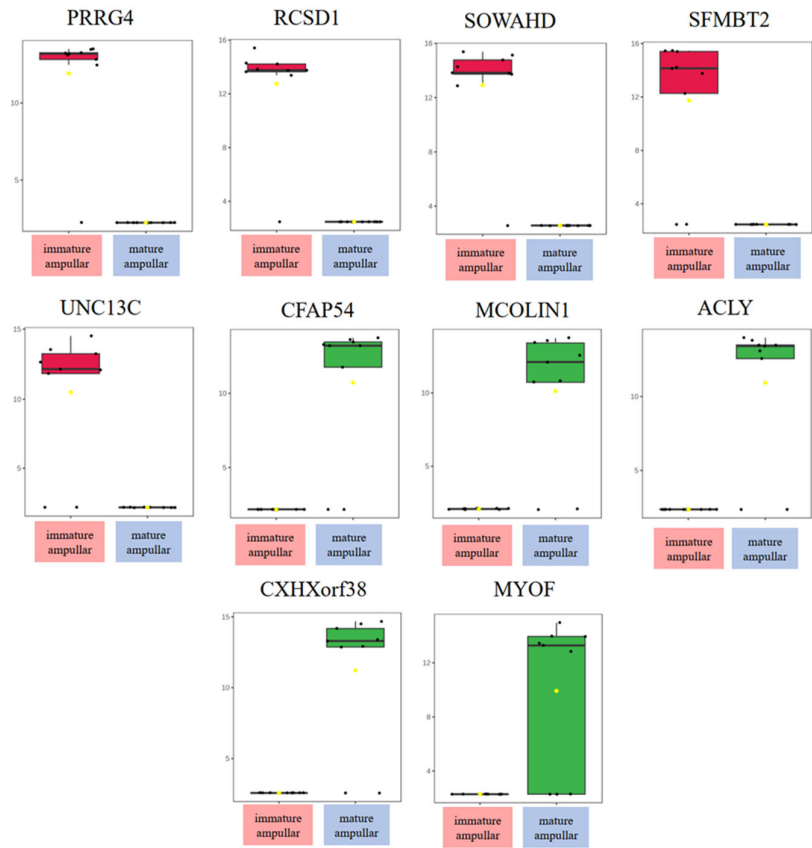 PRRG4 RCSD1 SOWAHD SFMBT2
10
5
immature ampullar
mature ampullar
16
12
8
4
immature ampullar
mature ampullar
16
12
8
4
immature ampullar
mature ampullar
16
12
8
4
immature ampullar
mature ampullar
UNC13C CFAP54 MCOLIN1 ACLY
15
10
5
immature ampullar
mature ampullar
10
5
immature ampullar
mature ampullar
10
5
immature ampullar
mature ampullar
10
5
immature ampullar
mature ampullar
CXHXorf38 MYOF
15
10
5
immature ampullar
mature ampullar
12
8
4
immature ampullar
mature ampullar